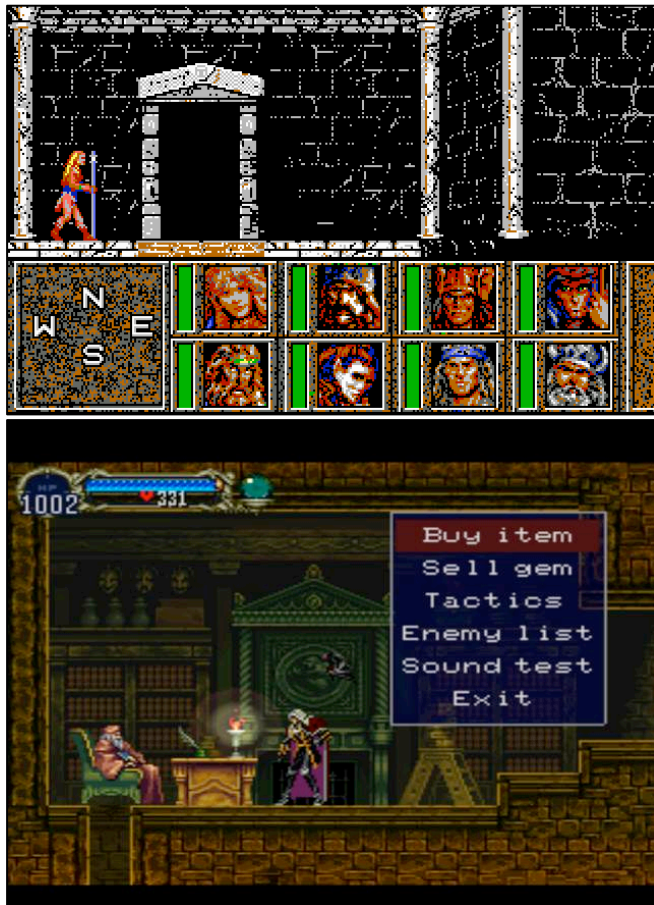 N
W E
S
HP
1002
331
Buy item
Sell gem
Tactics
Enemy list
Sound test
Exit